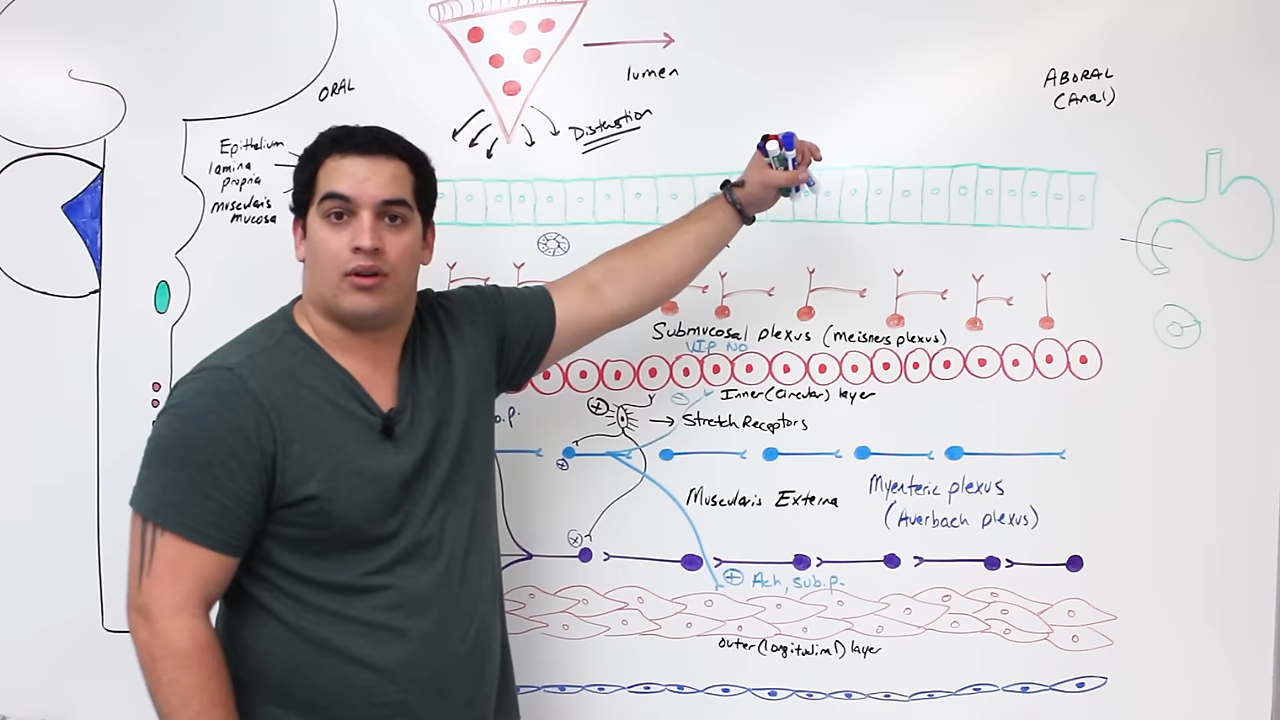 ORAL
lumen
ABORAL
(Anal)
Distention
Epithelium
lamina
propria
muscularis
mucosa
Submucosal plexus (meisners plexus)
VIP NO
Inner (circular) layer
Stretch Receptors
Myenteric plexus
(Auerbach plexus)
Muscularis Externa
Ach, sub.p.
outer (longitudinal) layer